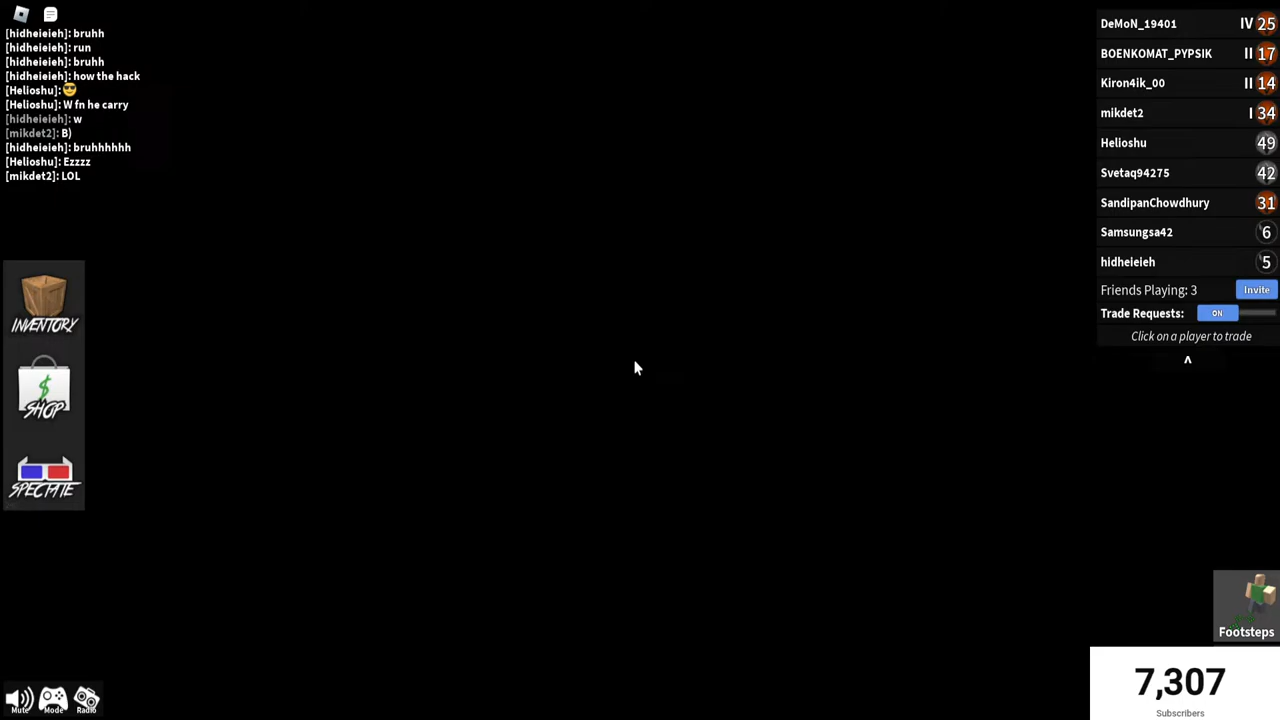 [hidheieieh]: bruhh
[hidheieieh]: run
[hidheieieh]: bruhh
[hidheieieh]: how the hack
[Helioshu]: 😎
[Helioshu]: W fn he carry
[hidheieieh]: w
[mikdet2]: B)
[hidheieieh]: bruhhhhhh
[Helioshu]: Ezzzz
[mikdet2]: LOL
INVENTORY
$
SHOP
SPECTATE
Mute Mode Radio
DeMoN_19401 IV 25
BOENKOMAT_PYPSIK II 17
Kiron4ik_00 II 14
mikdet2 I 34
Helioshu 49
Svetaq94275 42
SandipanChowdhury 31
Samsungsa42 6
hidheieieh 5
Friends Playing: 3 Invite
Trade Requests: ON
Click on a player to trade
Footsteps
7,307
Subscribers